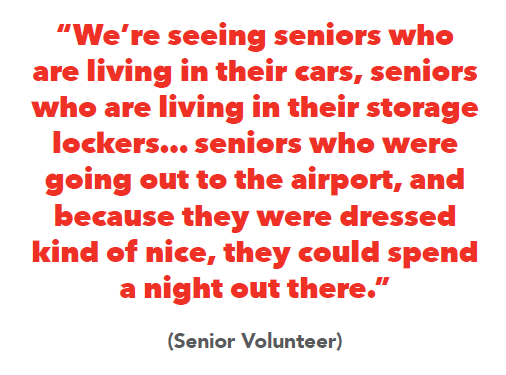 “We’re seeing seniors who
are living in their cars, seniors
who are living in their storage
lockers... seniors who were
going out to the airport, and
because they were dressed
kind of nice, they could spend
a night out there.”
(Senior Volunteer)